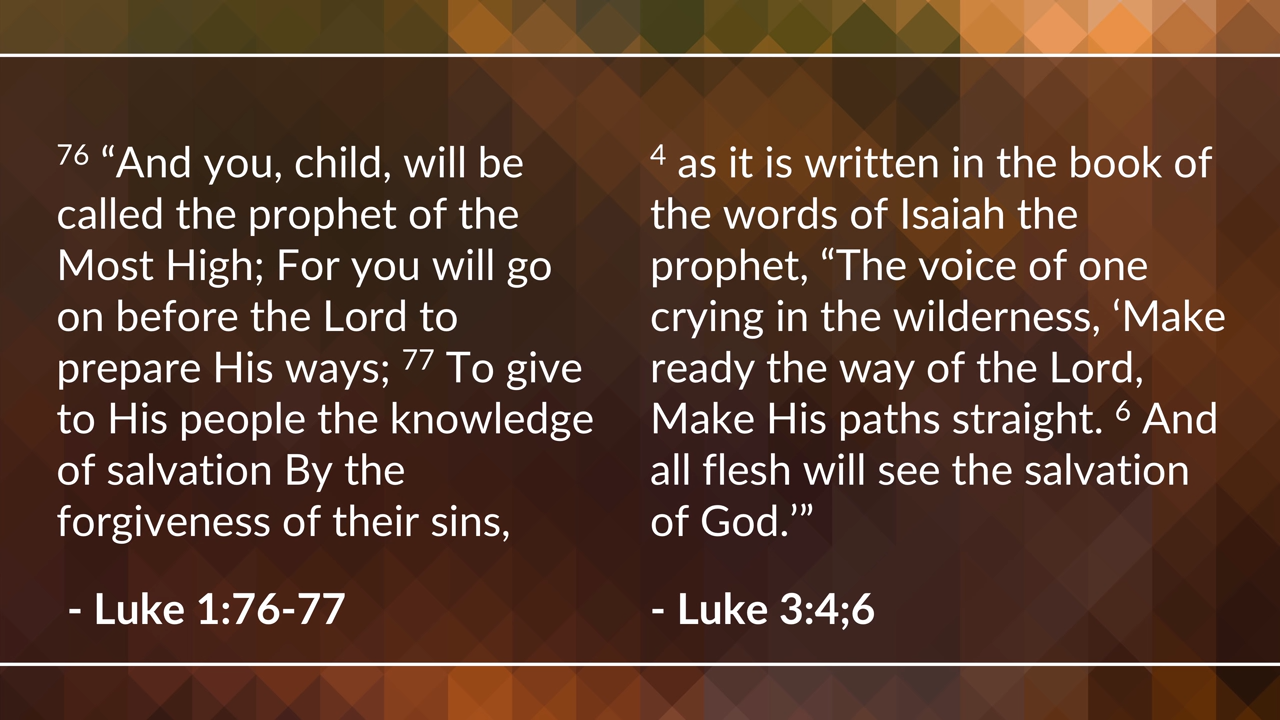 76 “And you, child, will be
called the prophet of the
Most High; For you will go
on before the Lord to
prepare His ways; 77 To give
to His people the knowledge
of salvation By the
forgiveness of their sins,
- Luke 1:76-77
4 as it is written in the book of
the words of Isaiah the
prophet, “The voice of one
crying in the wilderness, ‘Make
ready the way of the Lord,
Make His paths straight. 6 And
all flesh will see the salvation
of God.’”
- Luke 3:4;6